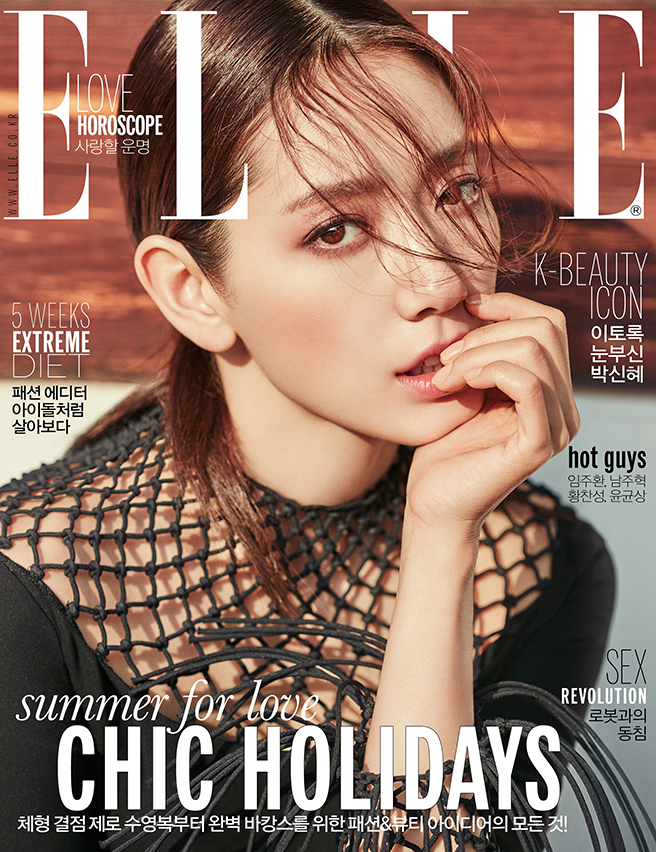 ELLE
WWW.ELLE.CO.KR
LOVE
HOROSCOPE
사랑할 운명
®
K-BEAUTY
ICON
이토록
눈부신
박신혜
5 WEEKS
EXTREME
DIET
패션 에디터
아이돌처럼
살아보다
hot guys
임주환, 남주혁
황찬성, 윤균상
SEX
REVOLUTION
로봇과의
동침
summer for love
CHIC HOLIDAYS
체형 결점 제로 수영복부터 완벽 바캉스를 위한 패션&뷰티 아이디어의 모든 것!